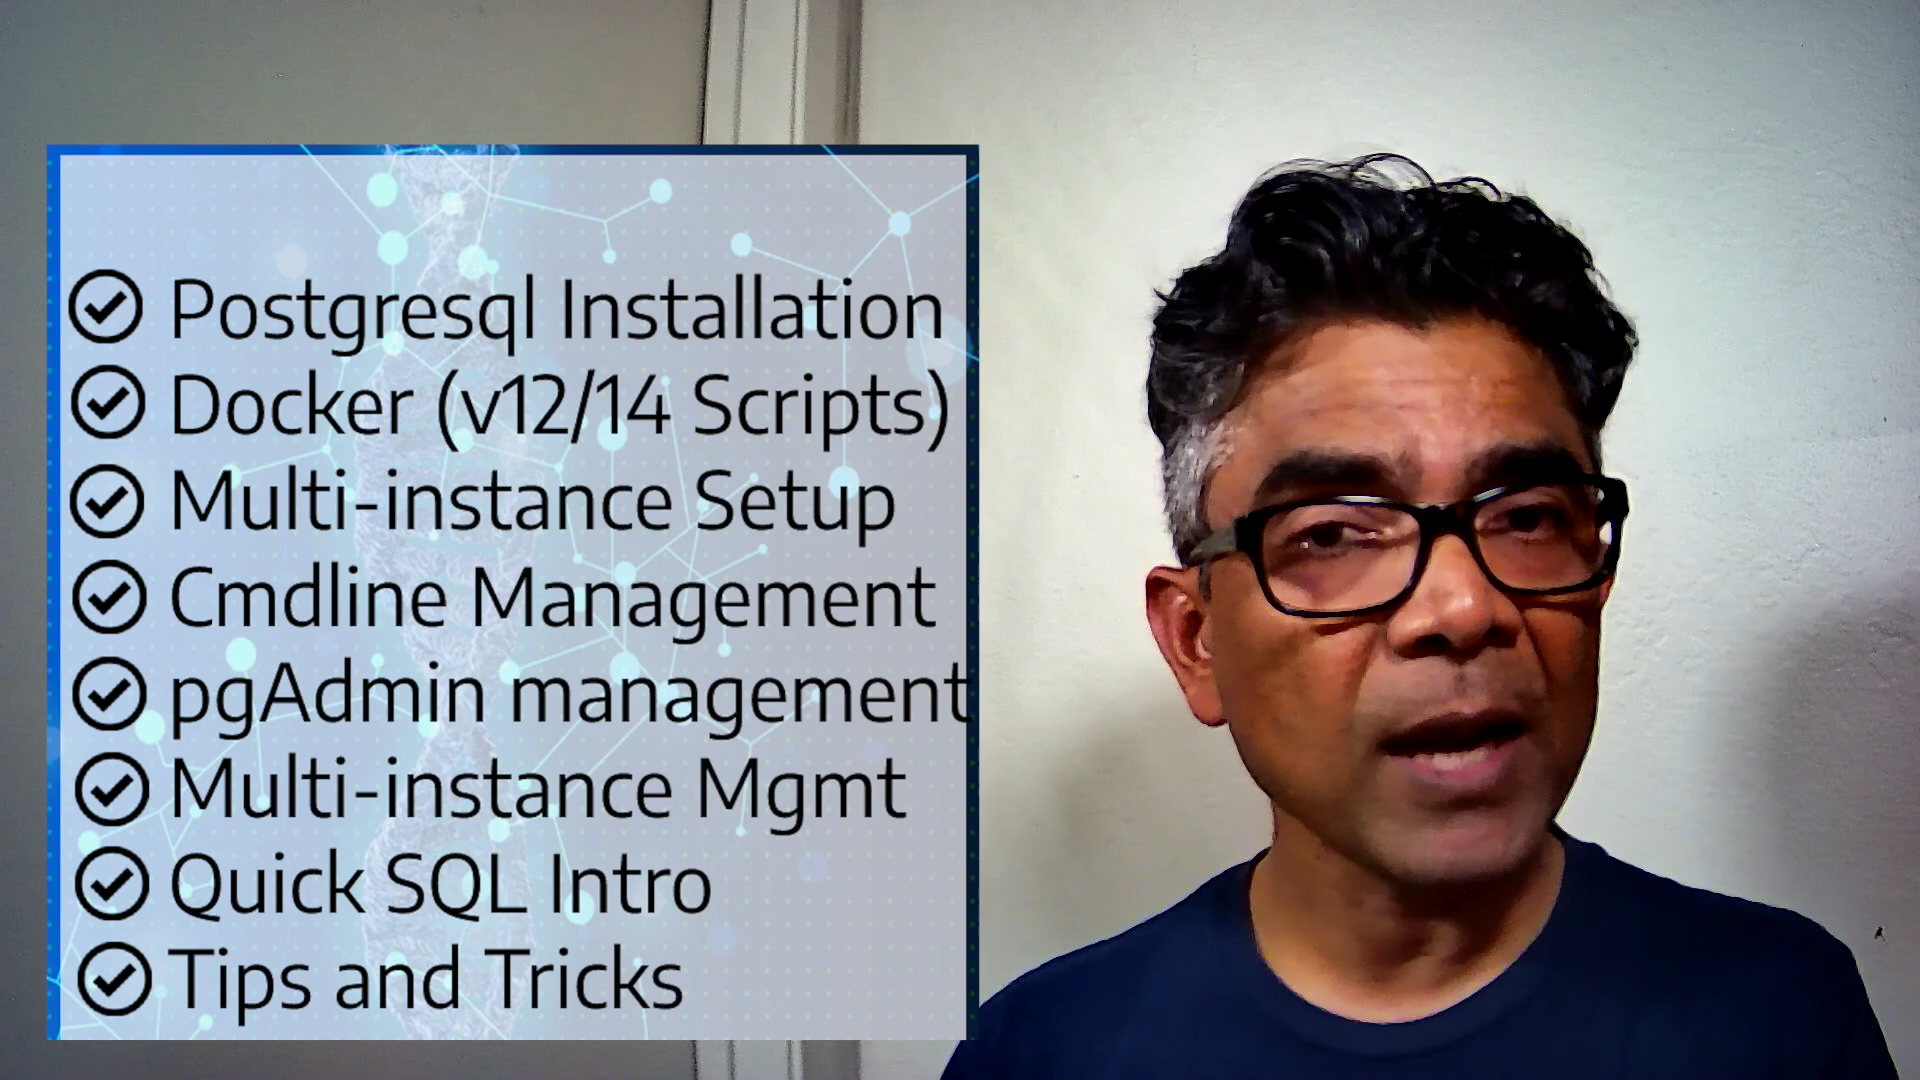 Postgresql Installation
Docker (v12/14 Scripts)
Multi-instance Setup
Cmdline Management
pgAdmin management
Multi-instance Mgmt
Quick SQL Intro
Tips and Tricks